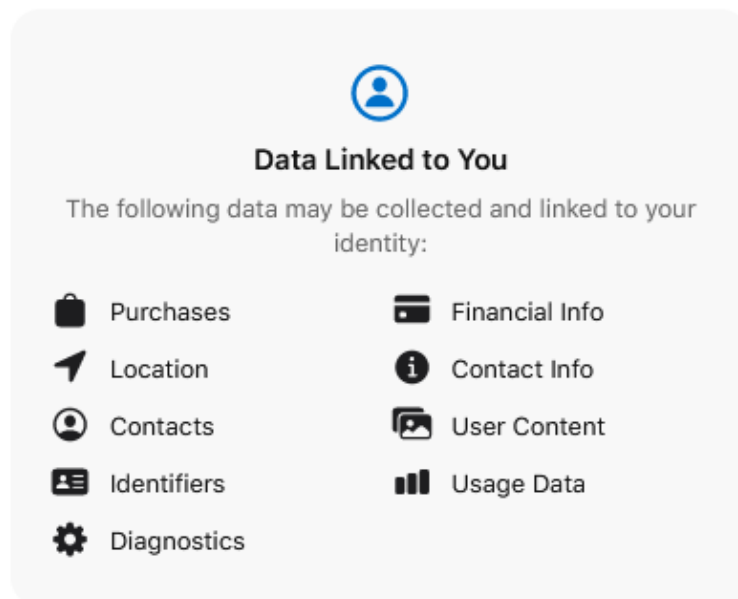 Data Linked to You
The following data may be collected and linked to your
identity:
Purchases
Financial Info
Location
Contact Info
Contacts
User Content
Identifiers
Usage Data
Diagnostics